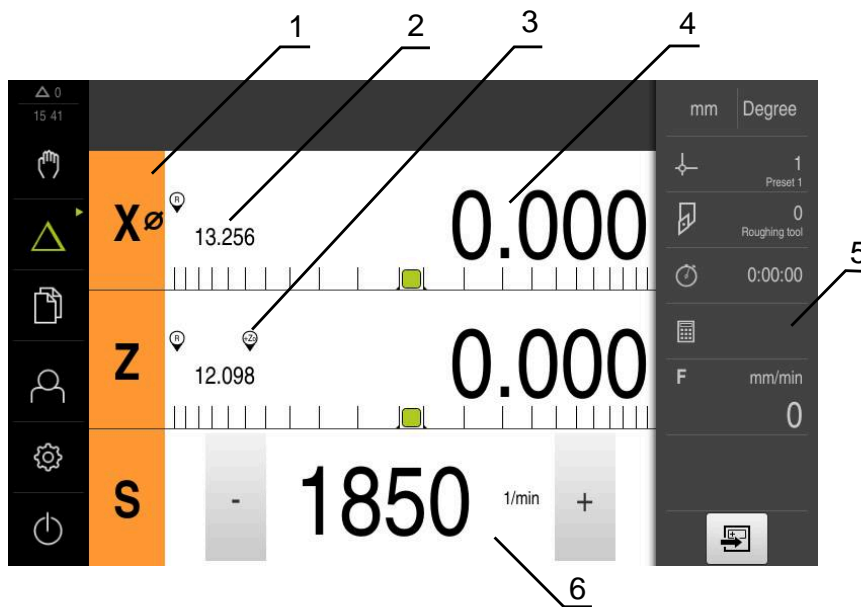 1 2 3 4
△ 0
15 41
mm Degree
1
Preset 1
X⌀ R 13.256 0.000
0
Roughing tool
0:00:00
5
Z R +Zo 12.098 0.000
F mm/min
0
S - 1850 1/min +
6